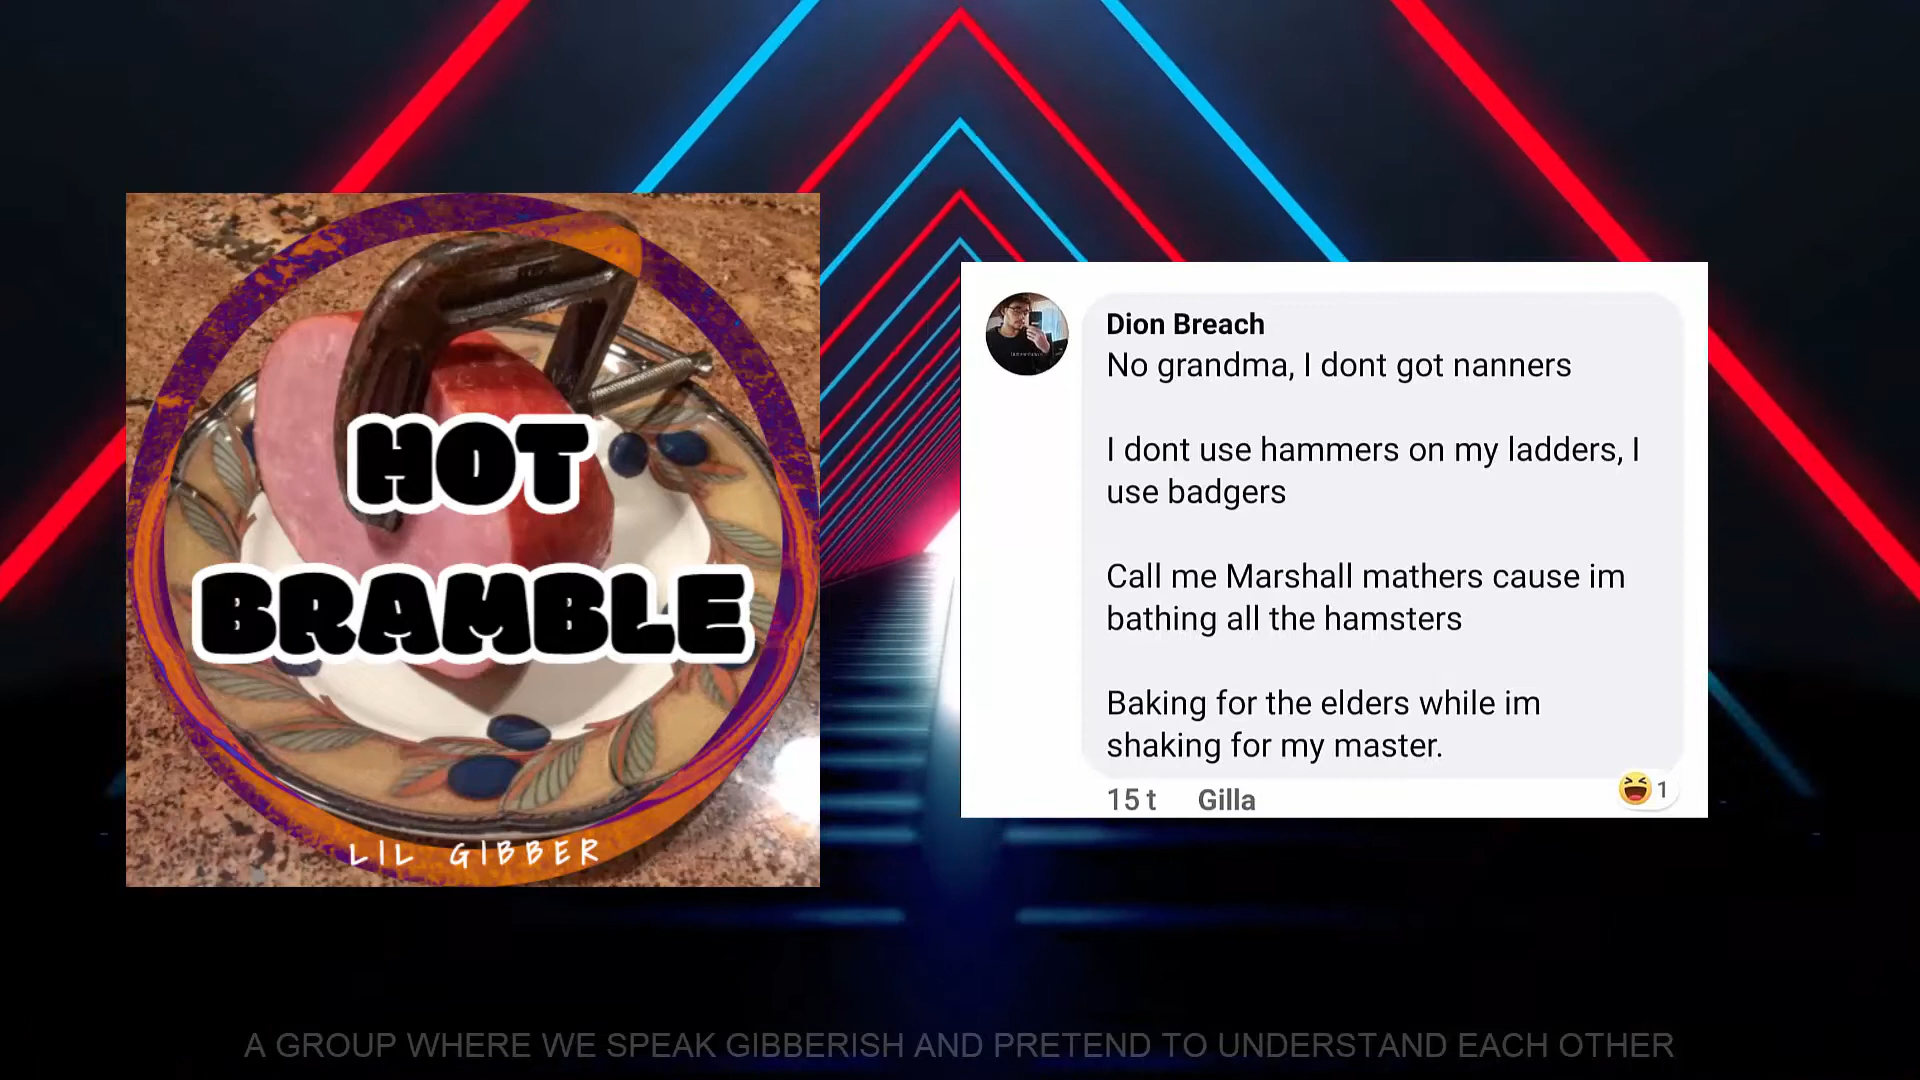 HOT
BRAMBLE
LIL GIBBER
Dion Breach
No grandma, I dont got nanners
I dont use hammers on my ladders, I
use badgers
Call me Marshall mathers cause im
bathing all the hamsters
Baking for the elders while im
shaking for my master.
15 t Gilla
1
A GROUP WHERE WE SPEAK GIBBERISH AND PRETEND TO UNDERSTAND EACH OTHER